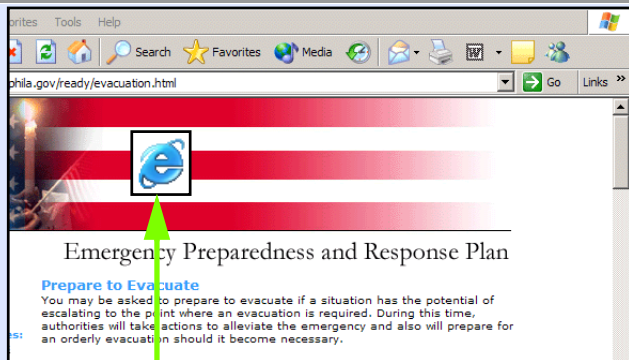 orites Tools Help
Search Favorites Media
phila.gov/ready/evacuation.html Go Links »
Emergency Preparedness and Response Plan
Prepare to Evacuate
You may be asked to prepare to evacuate if a situation has the potential of
escalating to the point where an evacuation is required. During this time,
authorities will take actions to alleviate the emergency and also will prepare for
es: an orderly evacuation should it become necessary.